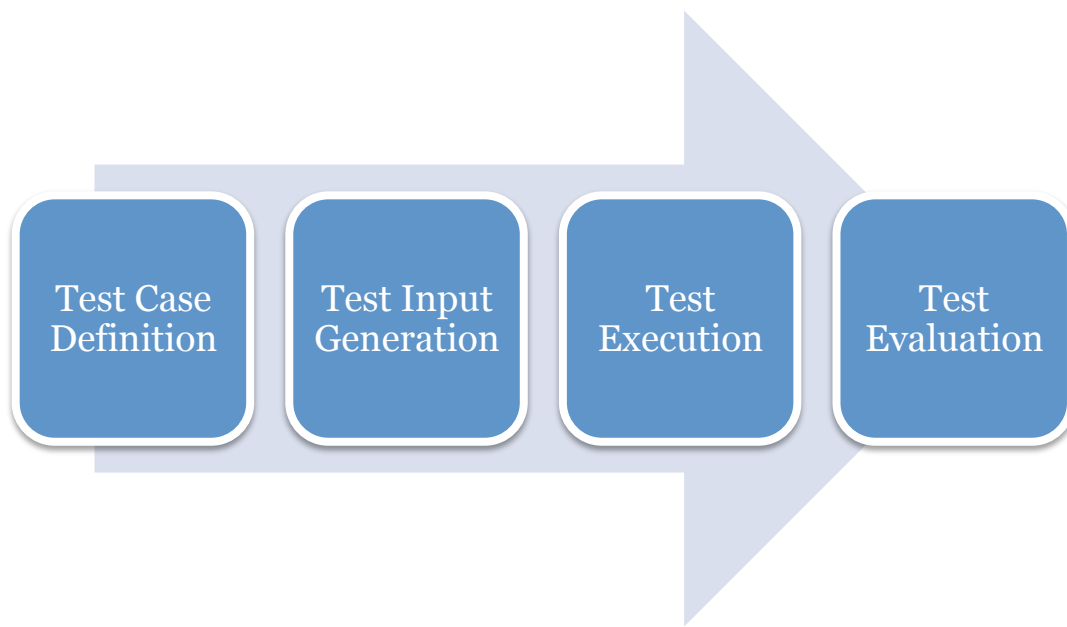 Test Case
Definition
Test Input
Generation
Test
Execution
Test
Evaluation